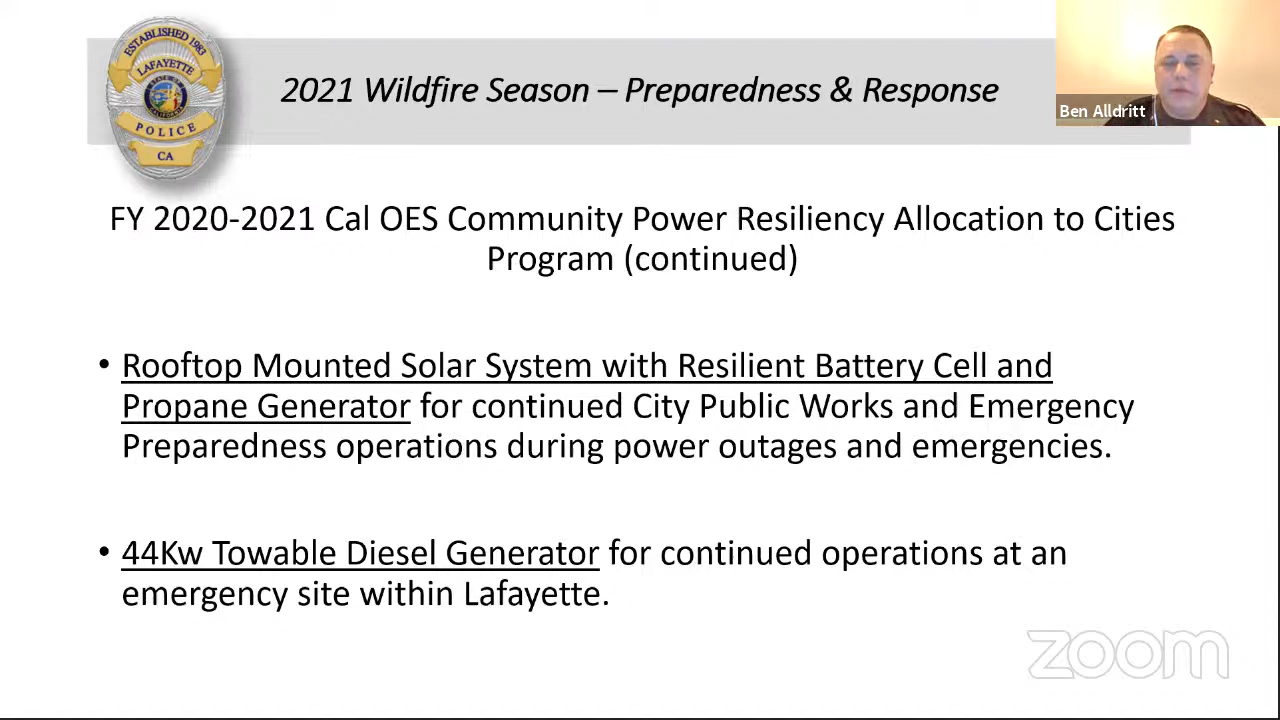 ESTABLISHED 1983
LAFAYETTE
POLICE
CA
2021 Wildfire Season – Preparedness & Response
Ben Alldritt
FY 2020-2021 Cal OES Community Power Resiliency Allocation to Cities
Program (continued)
• Rooftop Mounted Solar System with Resilient Battery Cell and
Propane Generator for continued City Public Works and Emergency
Preparedness operations during power outages and emergencies.
• 44Kw Towable Diesel Generator for continued operations at an
emergency site within Lafayette.
zoom